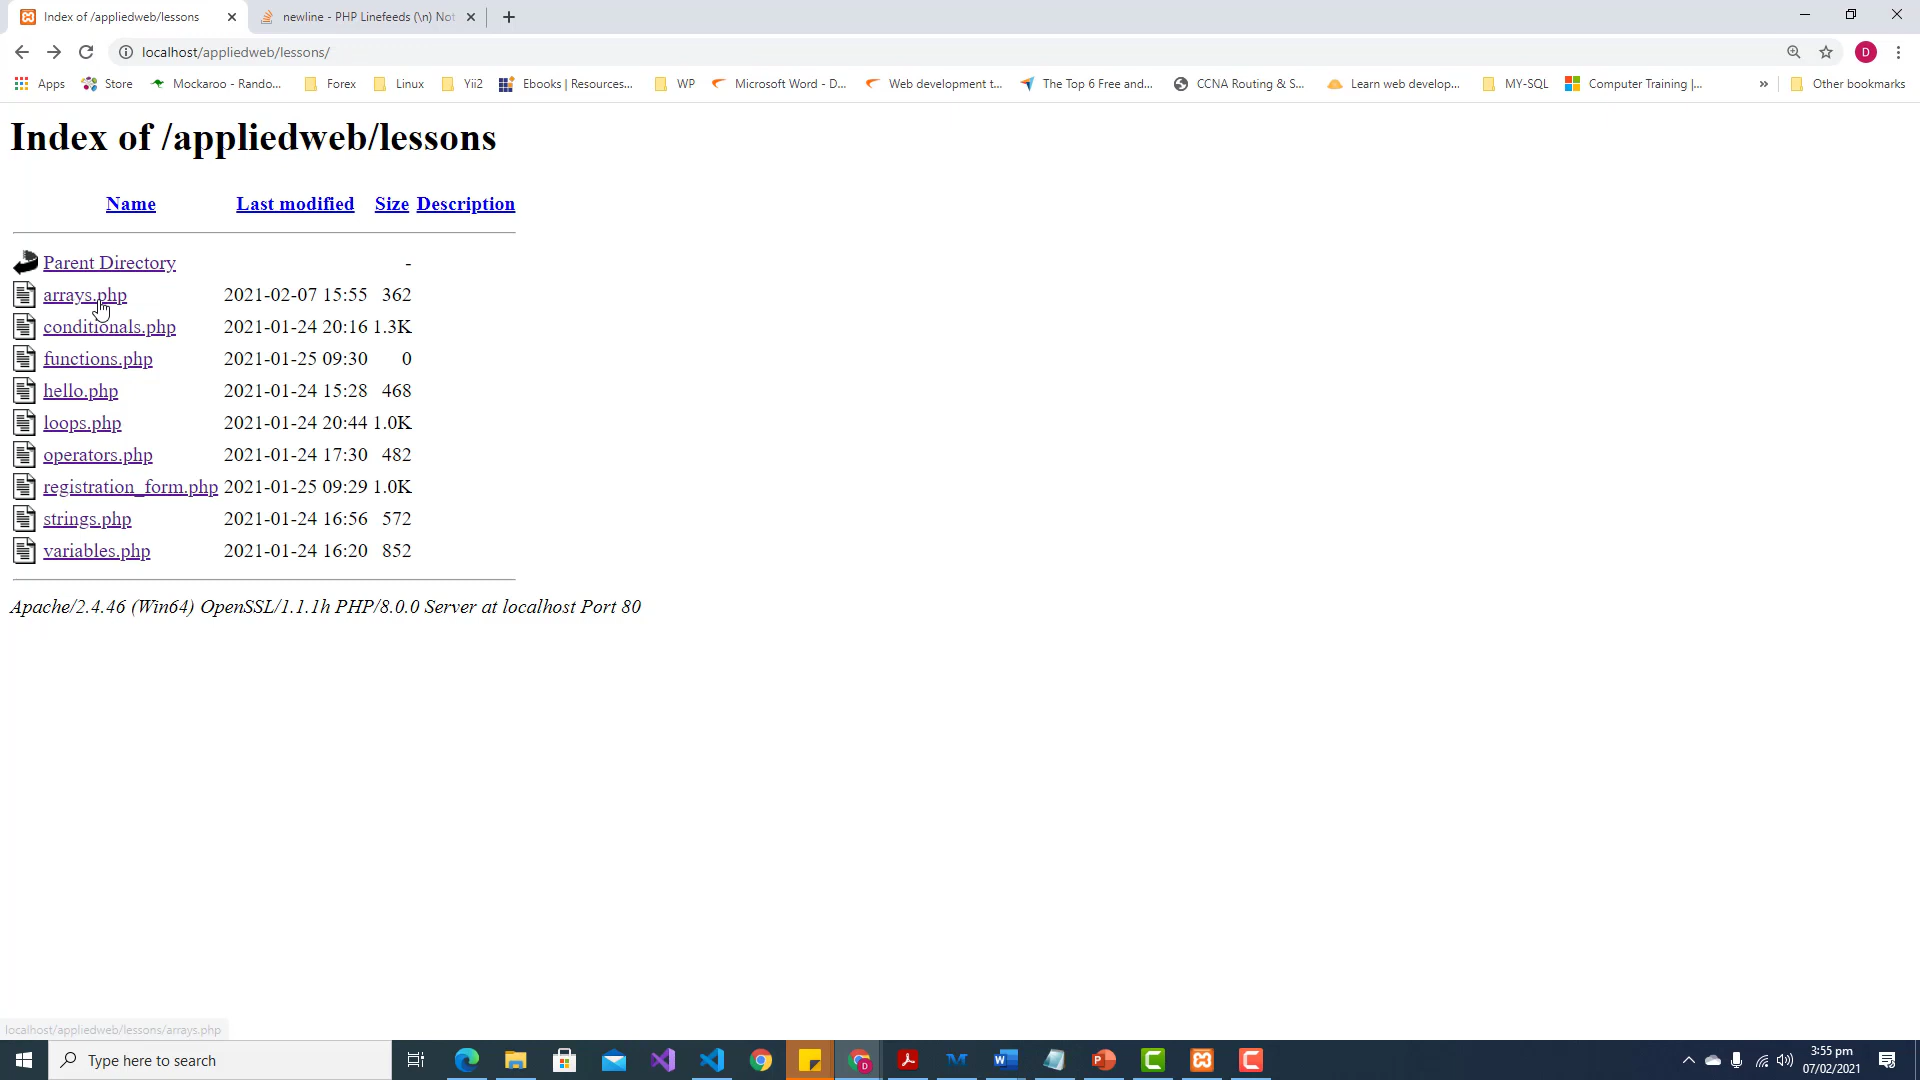 Index of /appliedweb/lessons
newline - PHP Linefeeds (\n) Not
localhost/appliedweb/lessons/
D
Apps Store Mockaroo - Rando... Forex Linux Yii2 Ebooks | Resources... WP Microsoft Word - D... Web development t... The Top 6 Free and... CCNA Routing & S... Learn web develop... MY-SQL Computer Training |... » Other bookmarks
Index of /appliedweb/lessons
Name Last modified Size Description
Parent Directory -
arrays.php 2021-02-07 15:55 362
conditionals.php 2021-01-24 20:16 1.3K
functions.php 2021-01-25 09:30 0
hello.php 2021-01-24 15:28 468
loops.php 2021-01-24 20:44 1.0K
operators.php 2021-01-24 17:30 482
registration_form.php 2021-01-25 09:29 1.0K
strings.php 2021-01-24 16:56 572
variables.php 2021-01-24 16:20 852
Apache/2.4.46 (Win64) OpenSSL/1.1.1h PHP/8.0.0 Server at localhost Port 80
localhost/appliedweb/lessons/arrays.php
Type here to search
3:55 pm
07/02/2021